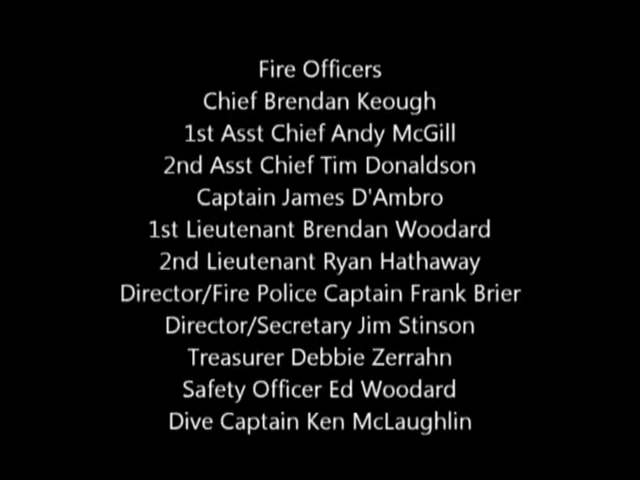 Fire Officers
Chief Brendan Keough
1st Asst Chief Andy McGill
2nd Asst Chief Tim Donaldson
Captain James D'Ambro
1st Lieutenant Brendan Woodard
2nd Lieutenant Ryan Hathaway
Director/Fire Police Captain Frank Brier
Director/Secretary Jim Stinson
Treasurer Debbie Zerrahn
Safety Officer Ed Woodard
Dive Captain Ken McLaughlin